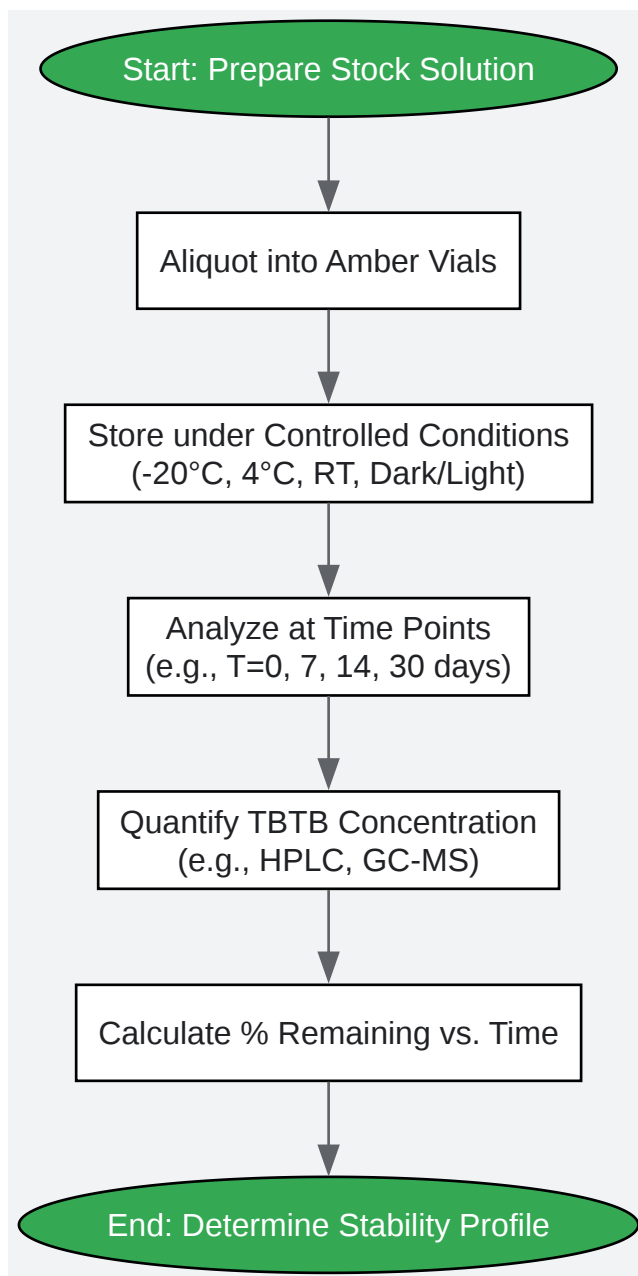 Start: Prepare Stock Solution
Aliquot into Amber Vials
Store under Controlled Conditions
(-20°C, 4°C, RT, Dark/Light)
Analyze at Time Points
(e.g., T=0, 7, 14, 30 days)
Quantify TBTB Concentration
(e.g., HPLC, GC-MS)
Calculate % Remaining vs. Time
End: Determine Stability Profile